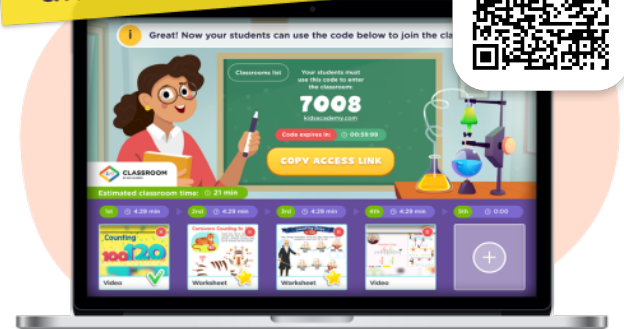 Great! Now your students can use the code below to join the cla
Classrooms list
Your students must
use this code to enter
the classroom:
7008
kidsacademy.com
Code expires in: 00:59:99
COPY ACCESS LINK
CLASSROOM
Estimated classroom time: 21 min
1st 4.29 min 2nd 4.29 min 3rd 4.29 min 4th 4.29 min 5th 0:00
Counting
100 120
Video Worksheet Worksheet Video